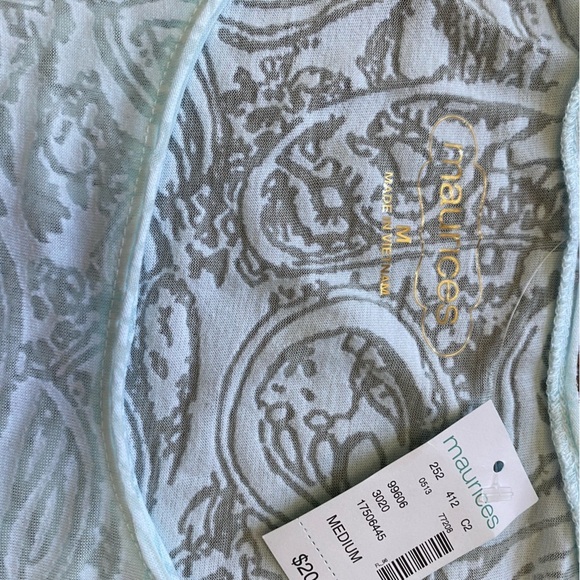 maurices
M
MADE IN VIETNAM
maurices
252 412 C2
0513 77208
99606
3020
17506445
MEDIUM
$20